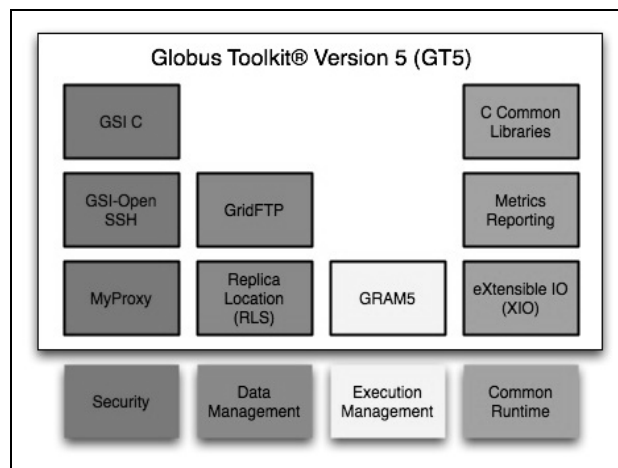 Globus Toolkit® Version 5 (GT5)
GSI C
C Common
Libraries
GSI-Open
SSH
GridFTP
Metrics
Reporting
MyProxy
Replica
Location
(RLS)
GRAM5
eXtensible IO
(XIO)
Security
Data
Management
Execution
Management
Common
Runtime